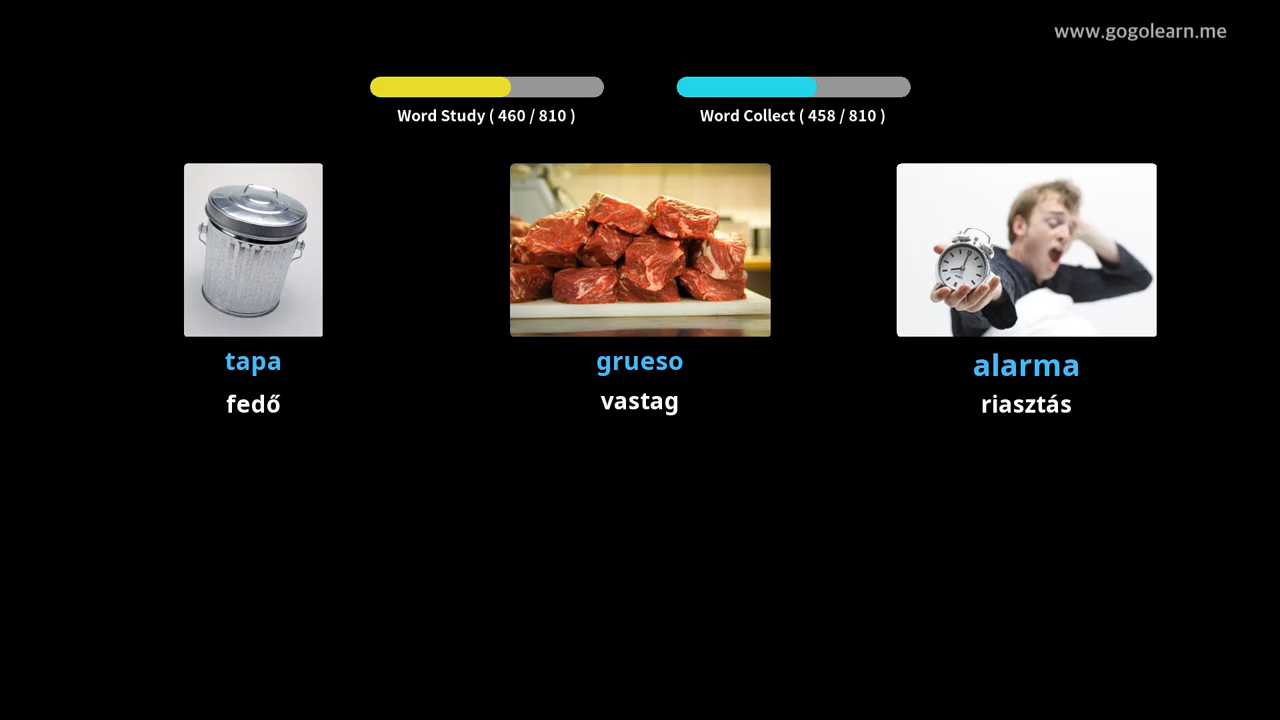 www.gogolearn.me
Word Study ( 460 / 810 )
Word Collect ( 458 / 810 )
tapa
fedő
grueso
vastag
alarma
riasztás